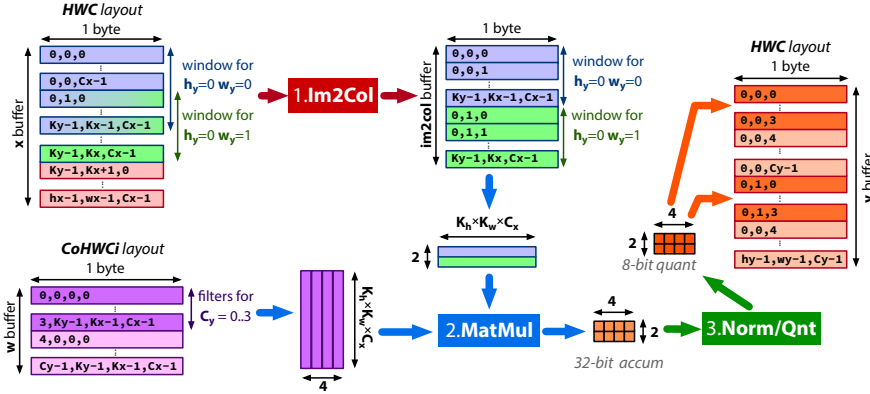 HWC layout
1 byte
x buffer
0,0,0
0,0,Cx-1
0,1,0
Ky-1,Kx-1,Cx-1
Ky-1,Kx,Cx-1
Ky-1,Kx+1,0
hx-1,wx-1,Cx-1
window for
hy=0 wy=0
window for
hy=0 wy=1
1.Im2Col
1 byte
im2col buffer
0,0,0
0,0,1
Ky-1,Kx-1,Cx-1
0,1,0
0,1,1
Ky-1,Kx,Cx-1
window for
hy=0 wy=0
window for
hy=0 wy=1
HWC layout
1 byte
0,0,0
0,0,3
0,0,4
0,0,Cy-1
0,1,0
0,1,3
0,0,4
hy-1,wy-1,Cy-1
y buffer
CoHWCi layout
1 byte
w buffer
0,0,0,0
3,Ky-1,Kx-1,Cx-1
4,0,0,0
Cy-1,Ky-1,Kx-1,Cx-1
filters for
Cy = 0..3
Kh×Kw×Cx
4
Kh×Kw×Cx
2
2.MatMul
4
2
32-bit accum
3.Norm/Qnt
4
2
8-bit quant